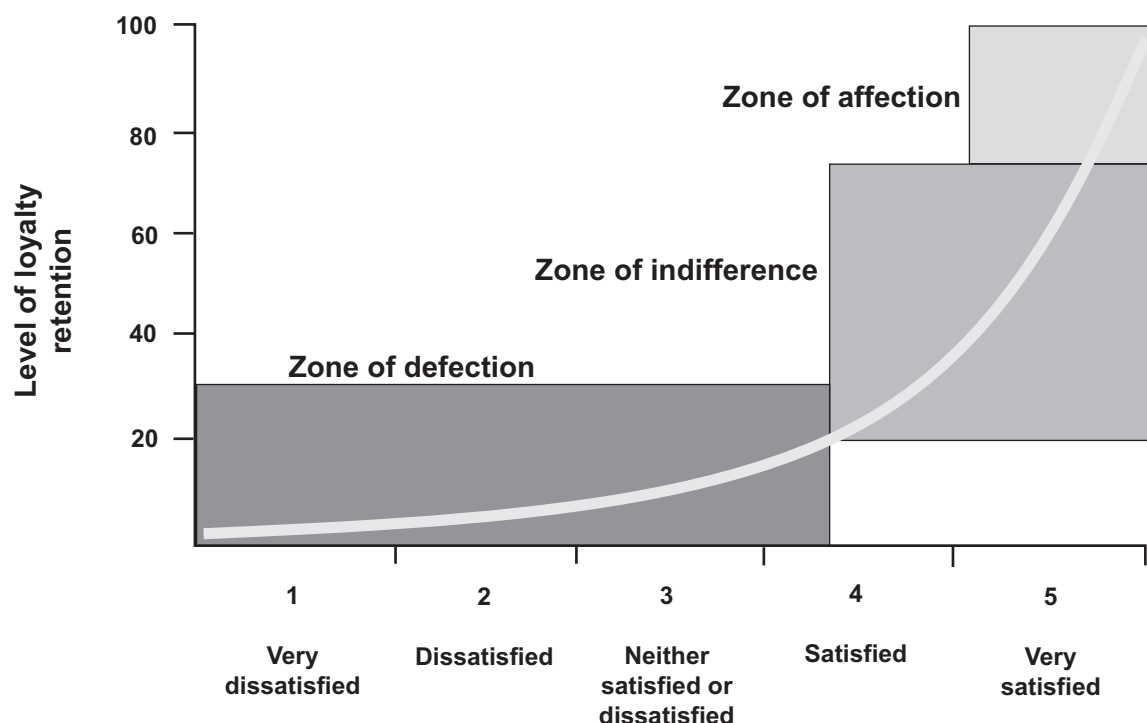 100
Zone of affection
80
60
Zone of indifference
40
Zone of defection
20
Level of loyalty
retention
1
2
3
4
5
Very
dissatisfied
Dissatisfied
Neither
satisfied or
dissatisfied
Satisfied
Very
satisfied